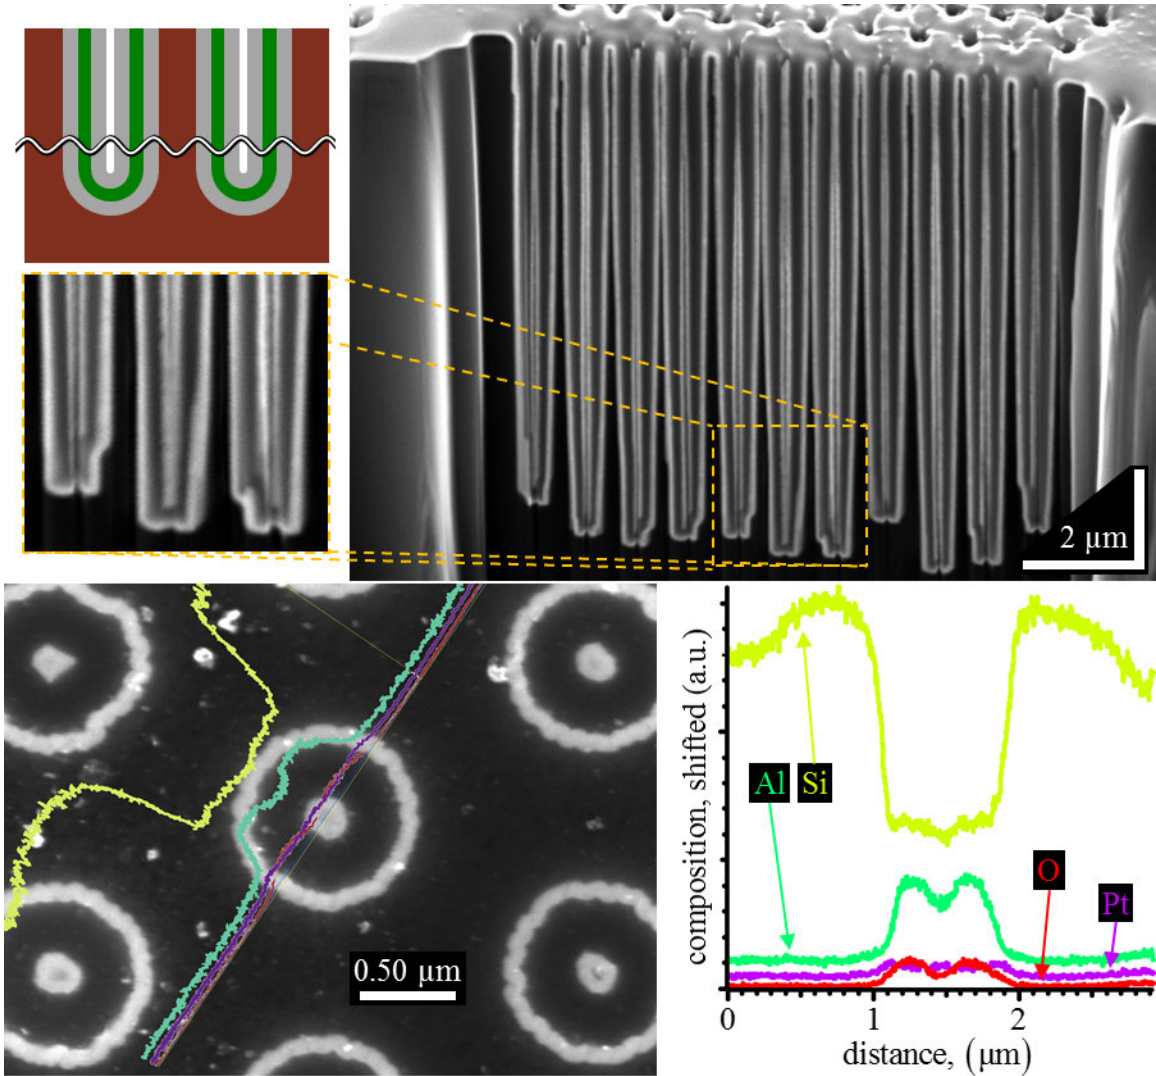 2 µm
0.50 µm
composition, shifted (a.u.)
Al
Si
O
Pt
0
1
2
distance, (µm)